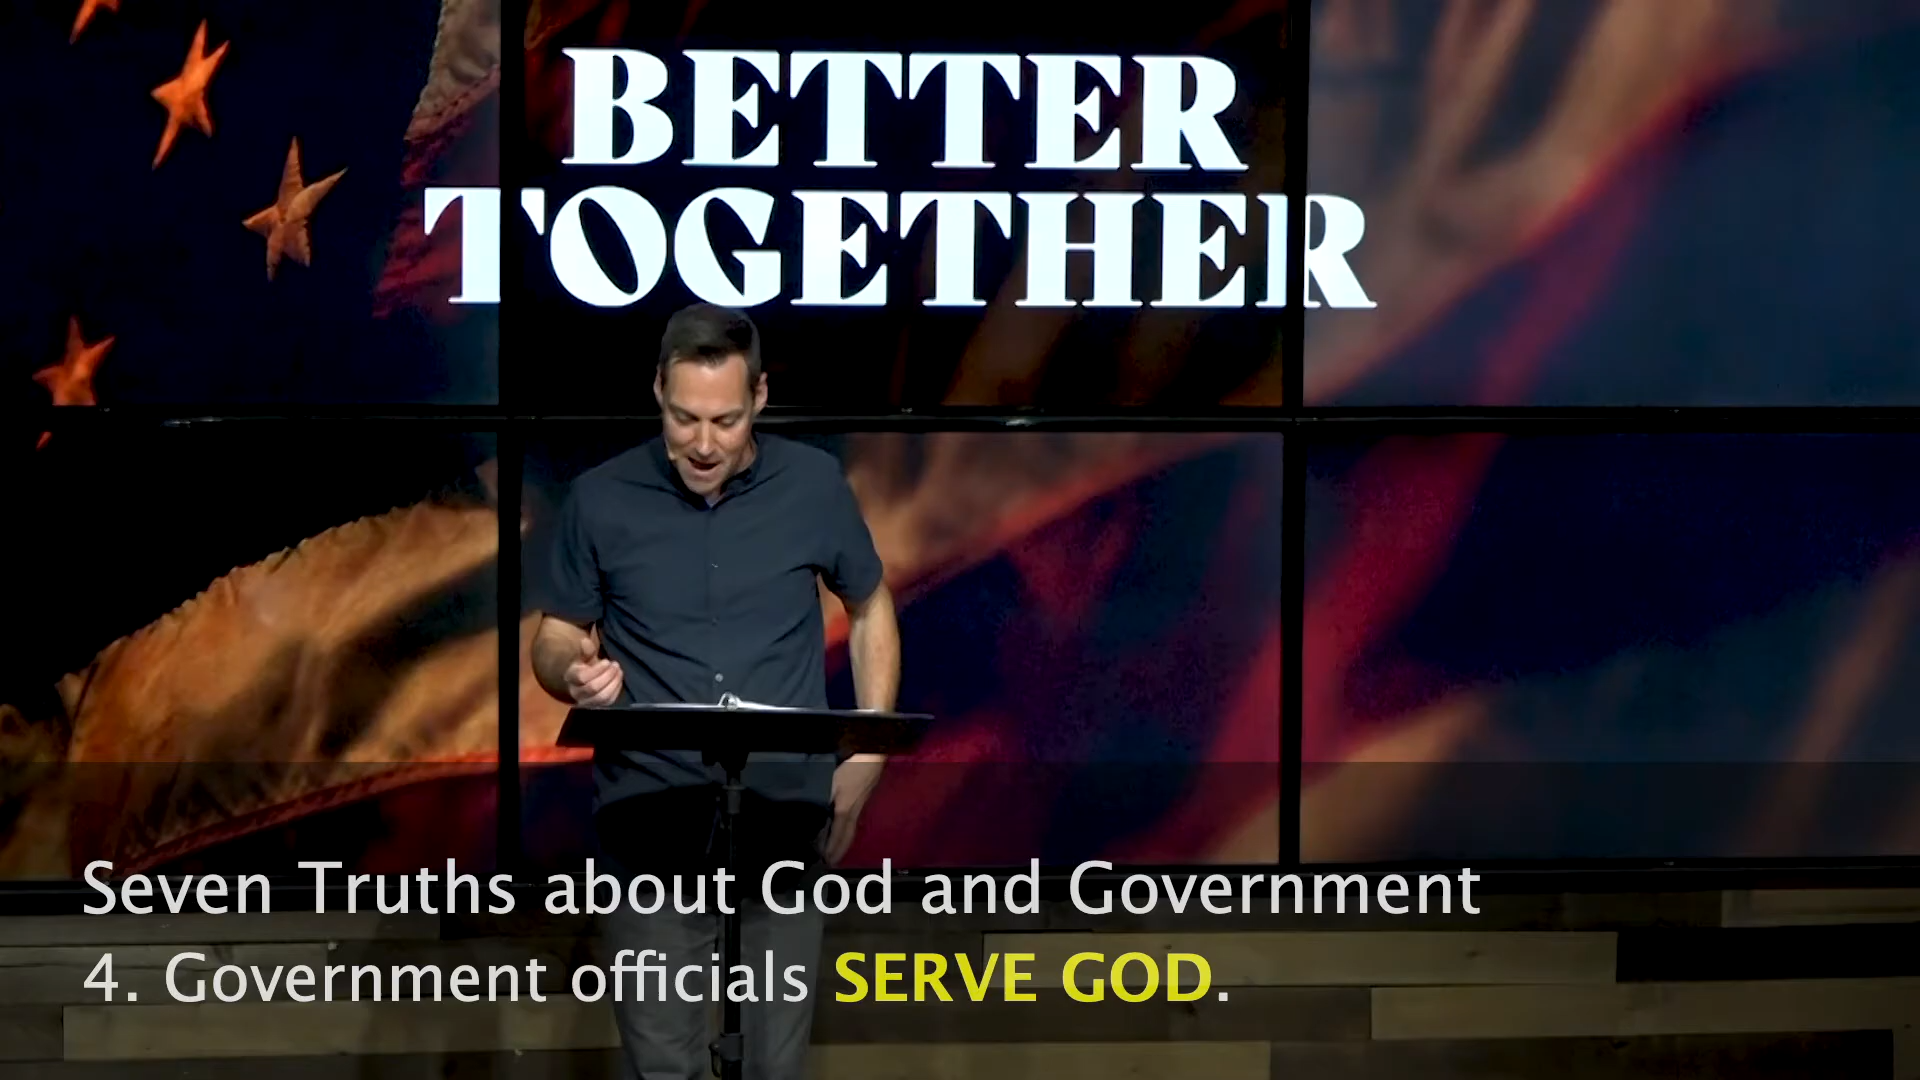 BETTER
TOGETHER
Seven Truths about God and Government
4. Government officials SERVE GOD.